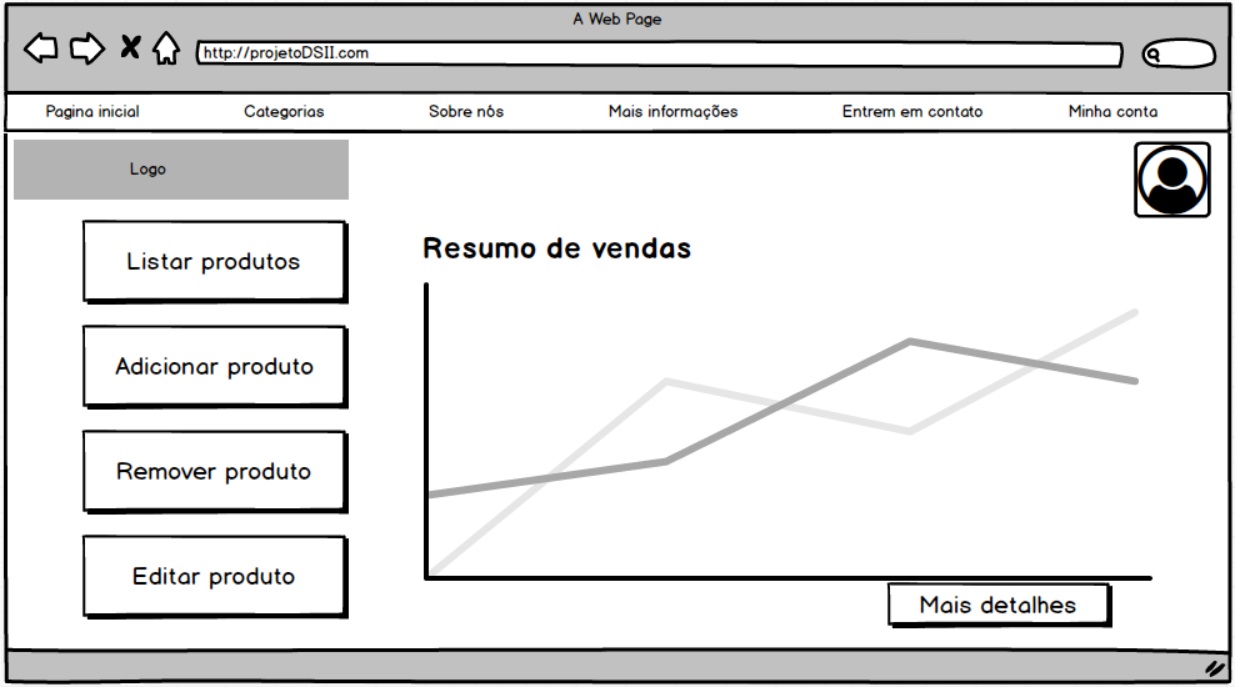 A Web Page
http://projetoDSII.com
Pagina inicial
Categorias
Sobre nós
Mais informações
Entrem em contato
Minha conta
Logo
Listar produtos
Adicionar produto
Remover produto
Editar produto
Resumo de vendas
Mais detalhes